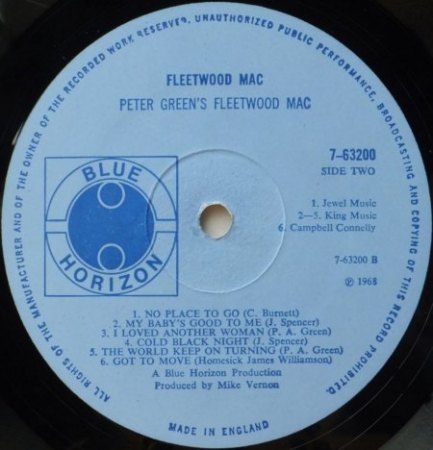 ALL RIGHTS OF THE MANUFACTURER AND OF THE OWNER OF THE RECORDED WORK RESERVED. UNAUTHORIZED PUBLIC PERFORMANCE, BROADCASTING AND COPYING OF THIS RECORD PROHIBITED.
FLEETWOOD MAC
PETER GREEN'S FLEETWOOD MAC
7-63200
SIDE TWO
BLUE
HORIZON
1. Jewel Music
2—5. King Music
6. Campbell Connelly
7-63200 B
℗ 1968
1. NO PLACE TO GO (C. Burnett)
2. MY BABY'S GOOD TO ME (J. Spencer)
3. I LOVED ANOTHER WOMAN (P. A. Green)
4. COLD BLACK NIGHT (J. Spencer)
5. THE WORLD KEEP ON TURNING (P. A. Green)
6. GOT TO MOVE (Homesick James Williamson)
A Blue Horizon Production
Produced by Mike Vernon
MADE IN ENGLAND